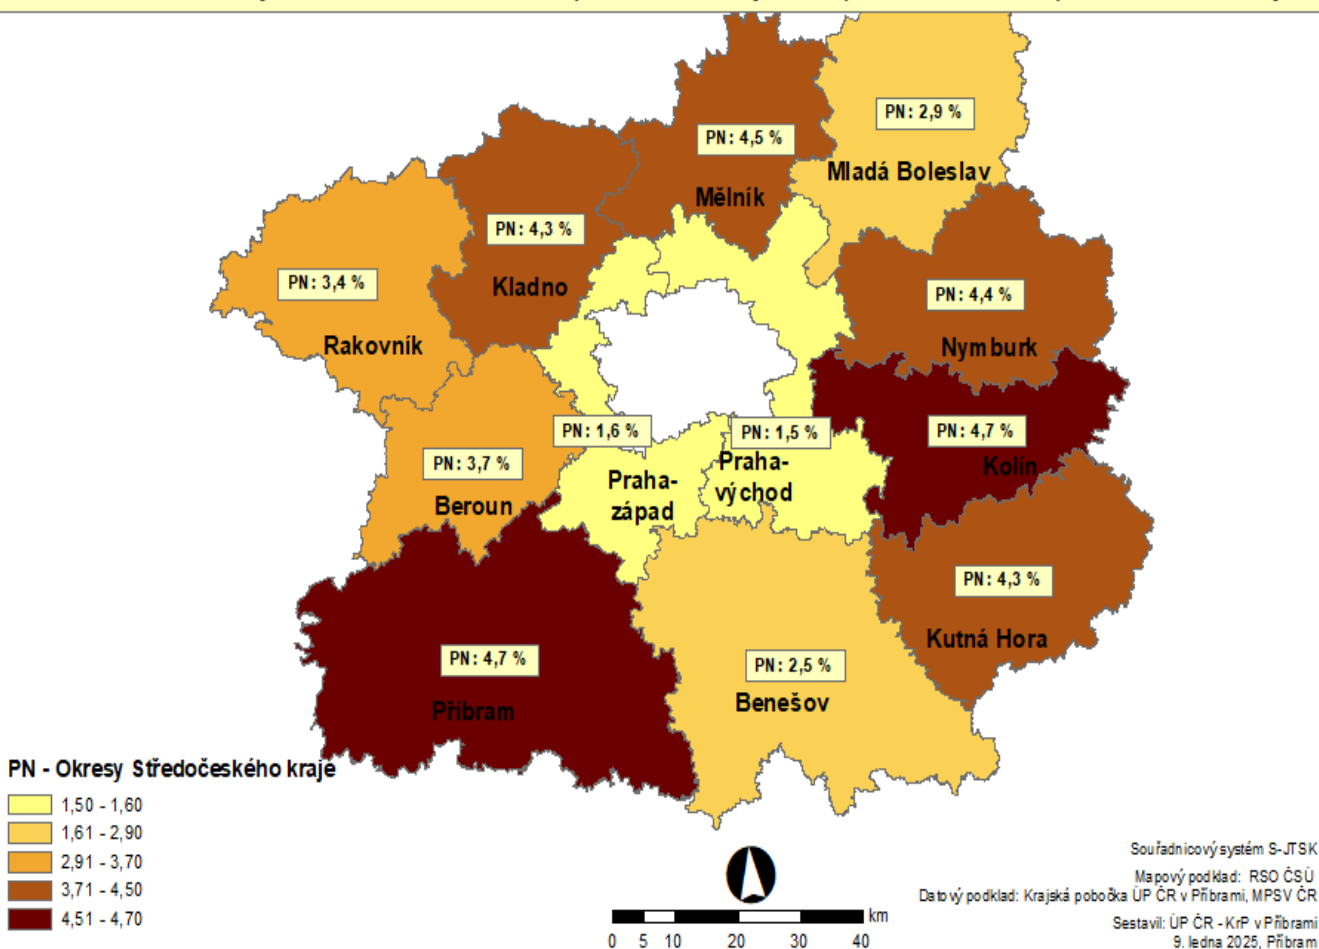 PN: 2,9 %
PN: 4,5 %
Mladá Boleslav
Mělník
PN: 4,3 %
PN: 3,4 %
Kladno
PN: 4,4 %
Rakovník
Nymburk
PN: 1,6 %
PN: 1,5 %
PN: 4,7 %
PN: 3,7 %
Praha-
východ
Kolín
Praha-
západ
Beroun
PN: 4,3 %
Kutná Hora
PN: 4,7 %
PN: 2,5 %
Benešov
Příbram
PN - Okresy Středočeského kraje
1,50 - 1,60
1,61 - 2,90
2,91 - 3,70
3,71 - 4,50
4,51 - 4,70
km
0 5 10 20 30 40
Souřadnicový systém S-JTSK
Mapový podklad: RSO ČSÚ
Datový podklad: Krajská pobočka ÚP ČR v Příbrami, MPSV ČR
Sestavil: ÚP ČR - KrP v Příbrami
9. ledna 2025, Příbram